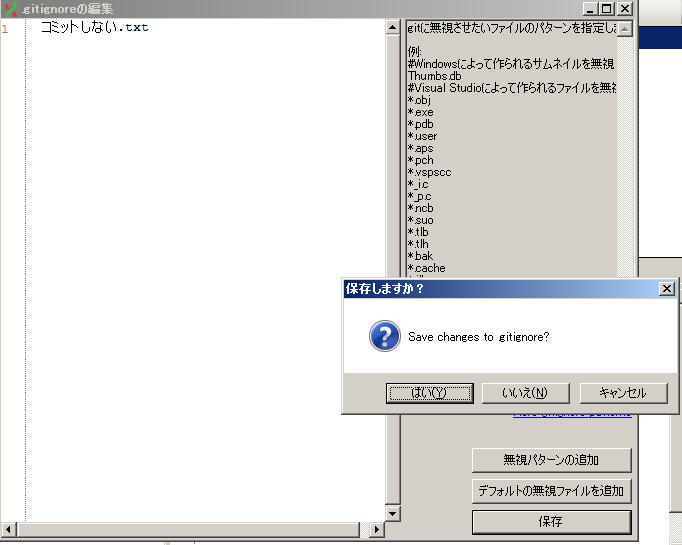 .gitignoreの編集
1 コミットしない.txt
gitに無視させたいファイルのパターンを指定し
例:
#Windowsによって作られるサムネイルを無視
Thumbs.db
#Visual Studioによって作られるファイルを無視
*.obj
*.exe
*.pdb
*.user
*.aps
*.pch
*.vspscc
*_i.c
*_p.c
*.ncb
*.suo
*.tlb
*.tlh
*.bak
*.cache
保存しますか？
Save changes to .gitignore?
はい(Y)
いいえ(N)
キャンセル
無視パターンの追加
デフォルトの無視ファイルを追加
保存